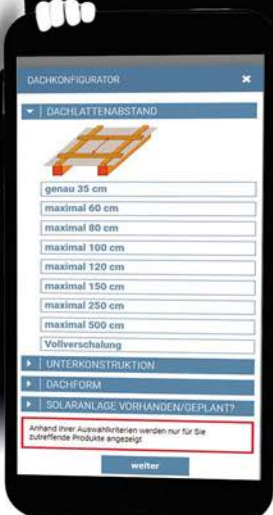 DACHKONFIGURATOR
DACHLATTENABSTAND
genau 35 cm
maximal 60 cm
maximal 80 cm
maximal 100 cm
maximal 120 cm
maximal 150 cm
maximal 250 cm
maximal 500 cm
Vollverschalung
UNTERKONSTRUKTION
DACHFORM
SOLARANLAGE VORHANDEN/GEPLANT?
Anhand Ihrer Auswahlkriterien werden nur für Sie
zutreffende Produkte angezeigt
weiter